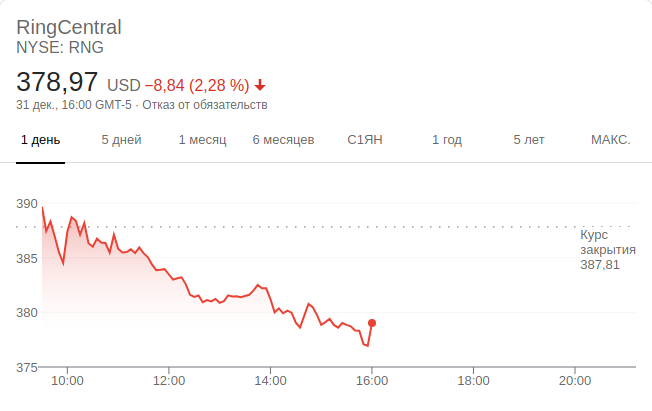 RingCentral
NYSE: RNG
378,97 USD −8,84 (2,28 %)
31 дек., 16:00 GMT-5 · Отказ от обязательств
1 день 5 дней 1 месяц 6 месяцев С1ЯН 1 год 5 лет МАКС.
390
Курс
закрытия
387,81
385
380
375
10:00 12:00 14:00 16:00 18:00 20:00